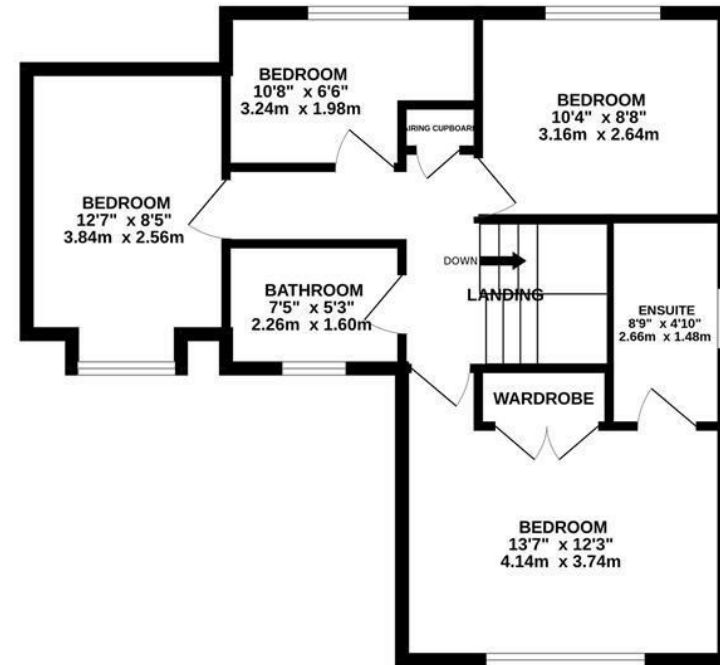 BEDROOM
10'8" x 6'6"
3.24m x 1.98m
BEDROOM
10'4" x 8'8"
3.16m x 2.64m
AIRING CUPBOARD
BEDROOM
12'7" x 8'5"
3.84m x 2.56m
DOWN
LANDING
BATHROOM
7'5" x 5'3"
2.26m x 1.60m
ENSUITE
8'9" x 4'10"
2.66m x 1.48m
WARDROBE
BEDROOM
13'7" x 12'3"
4.14m x 3.74m